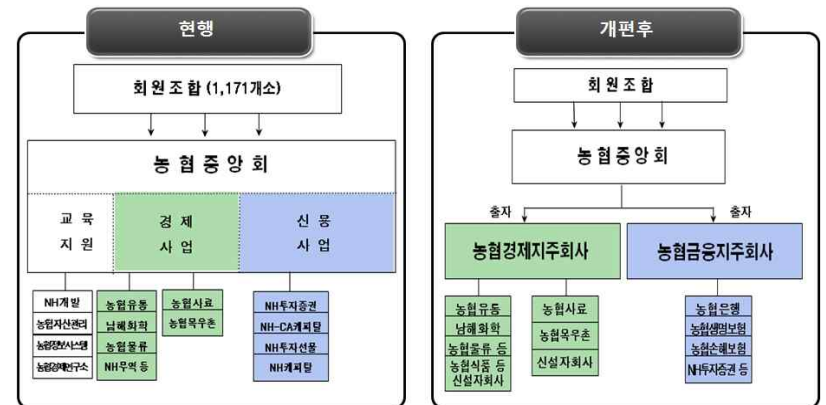 현행
회원조합 (1,171개소)
농협중앙회
교육
지원
경제
사업
신용
사업
NH개발
농협자산관리
농협정보시스템
농협경제연구소
농협유통
남해화학
농협물류
NH무역 등
농협사료
농협목우촌
NH투자증권
NH-CA캐피탈
NH투자선물
NH캐피탈
개편후
회원조합
농협중앙회
출자
출자
농협경제지주회사
농협금융지주회사
농협유통
남해화학
농협물류 등
농협식품 등
신설자회사
농협사료
농협목우촌
신설자회사
농협은행
농협생명보험
농협손해보험
NH투자증권 등